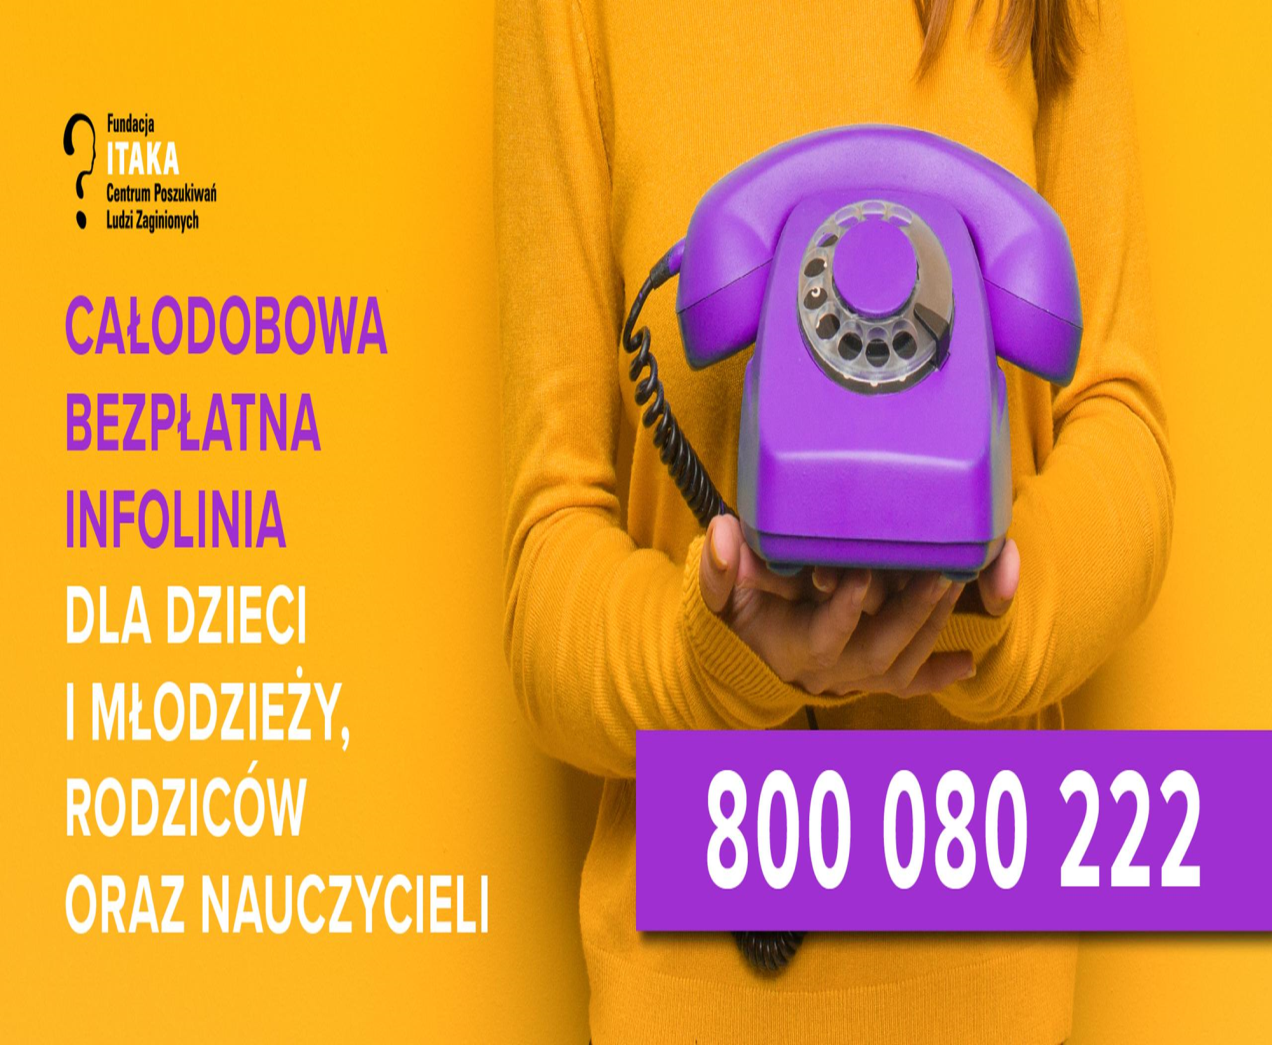 Fundacja
ITAKA
Centrum Poszukiwań
Ludzi Zaginionych
CAŁODOBOWA
BEZPŁATNA
INFOLINIA
DLA DZIECI
I MŁODZIEŻY,
RODZICÓW
ORAZ NAUCZYCIELI
800 080 222